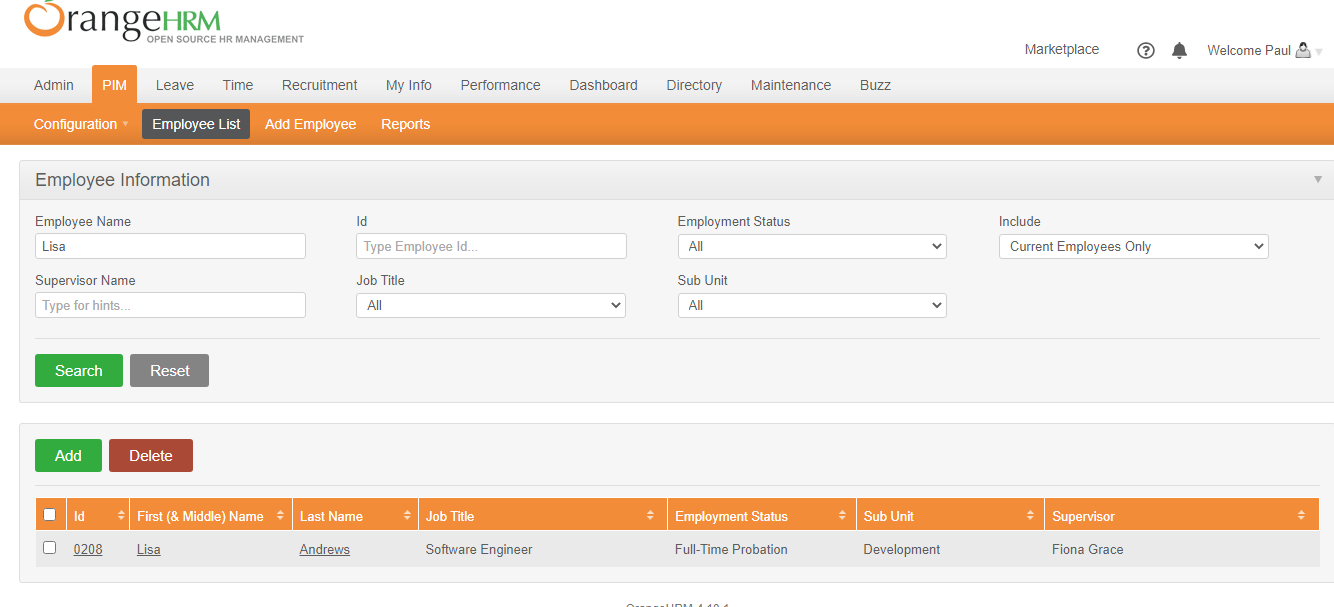 OrangeHRM
OPEN SOURCE HR MANAGEMENT
Marketplace ? Welcome Paul
Admin PIM Leave Time Recruitment My Info Performance Dashboard Directory Maintenance Buzz
Configuration Employee List Add Employee Reports
Employee Information
Employee Name Id Employment Status Include
Lisa Type Employee Id... All Current Employees Only
Supervisor Name Job Title Sub Unit
Type for hints... All All
Search Reset
Add Delete
Id First (& Middle) Name Last Name Job Title Employment Status Sub Unit Supervisor
0208 Lisa Andrews Software Engineer Full-Time Probation Development Fiona Grace